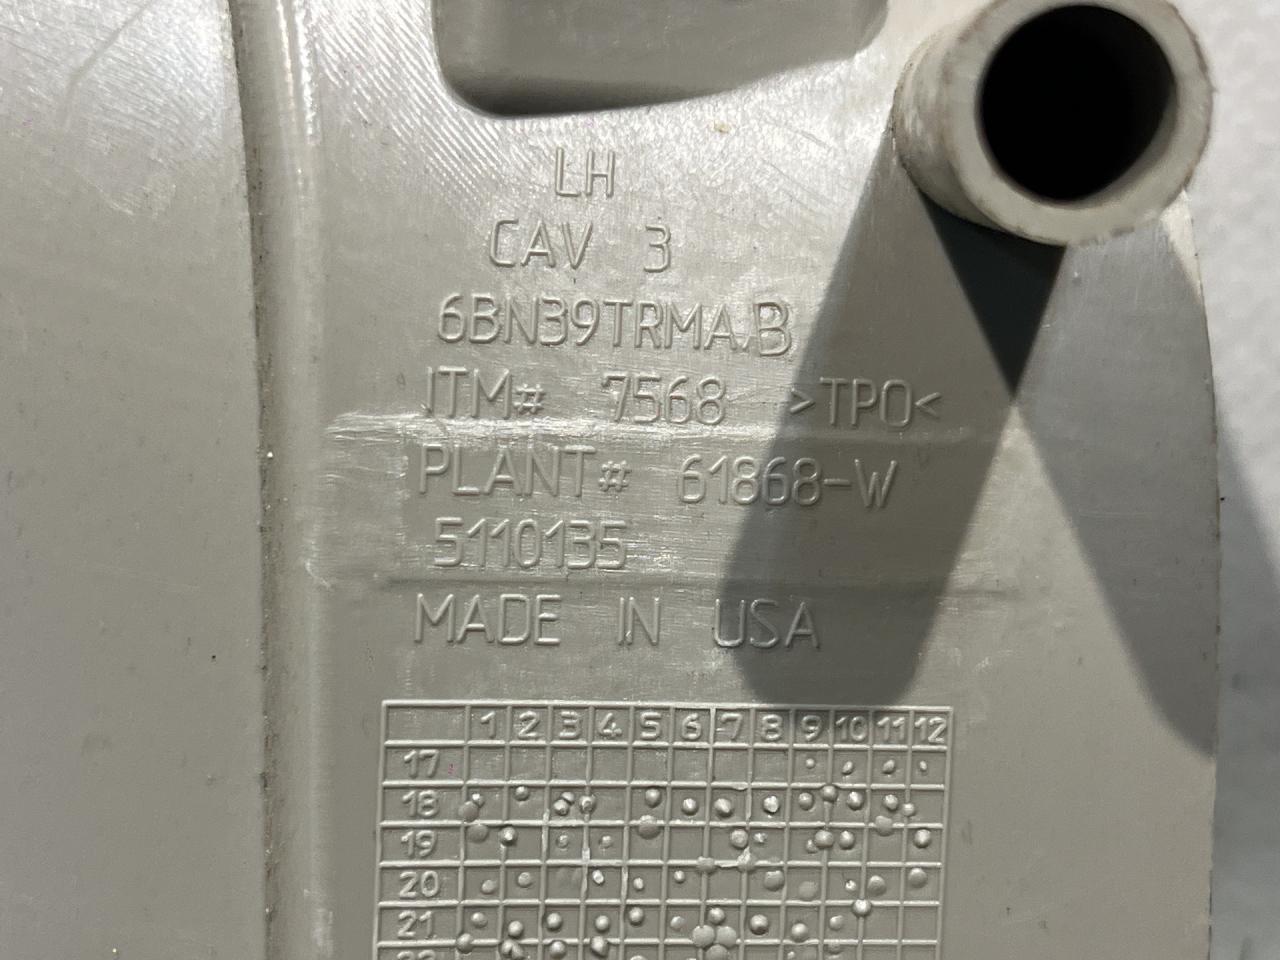 LH
CAV 3
6BN39TRMA.B
ITM# 7568 >TPO<
PLANT# 61868-W
5110135
MADE IN USA
1 2 3 4 5 6 7 8 9 10 11 12
17
18
19
20
21